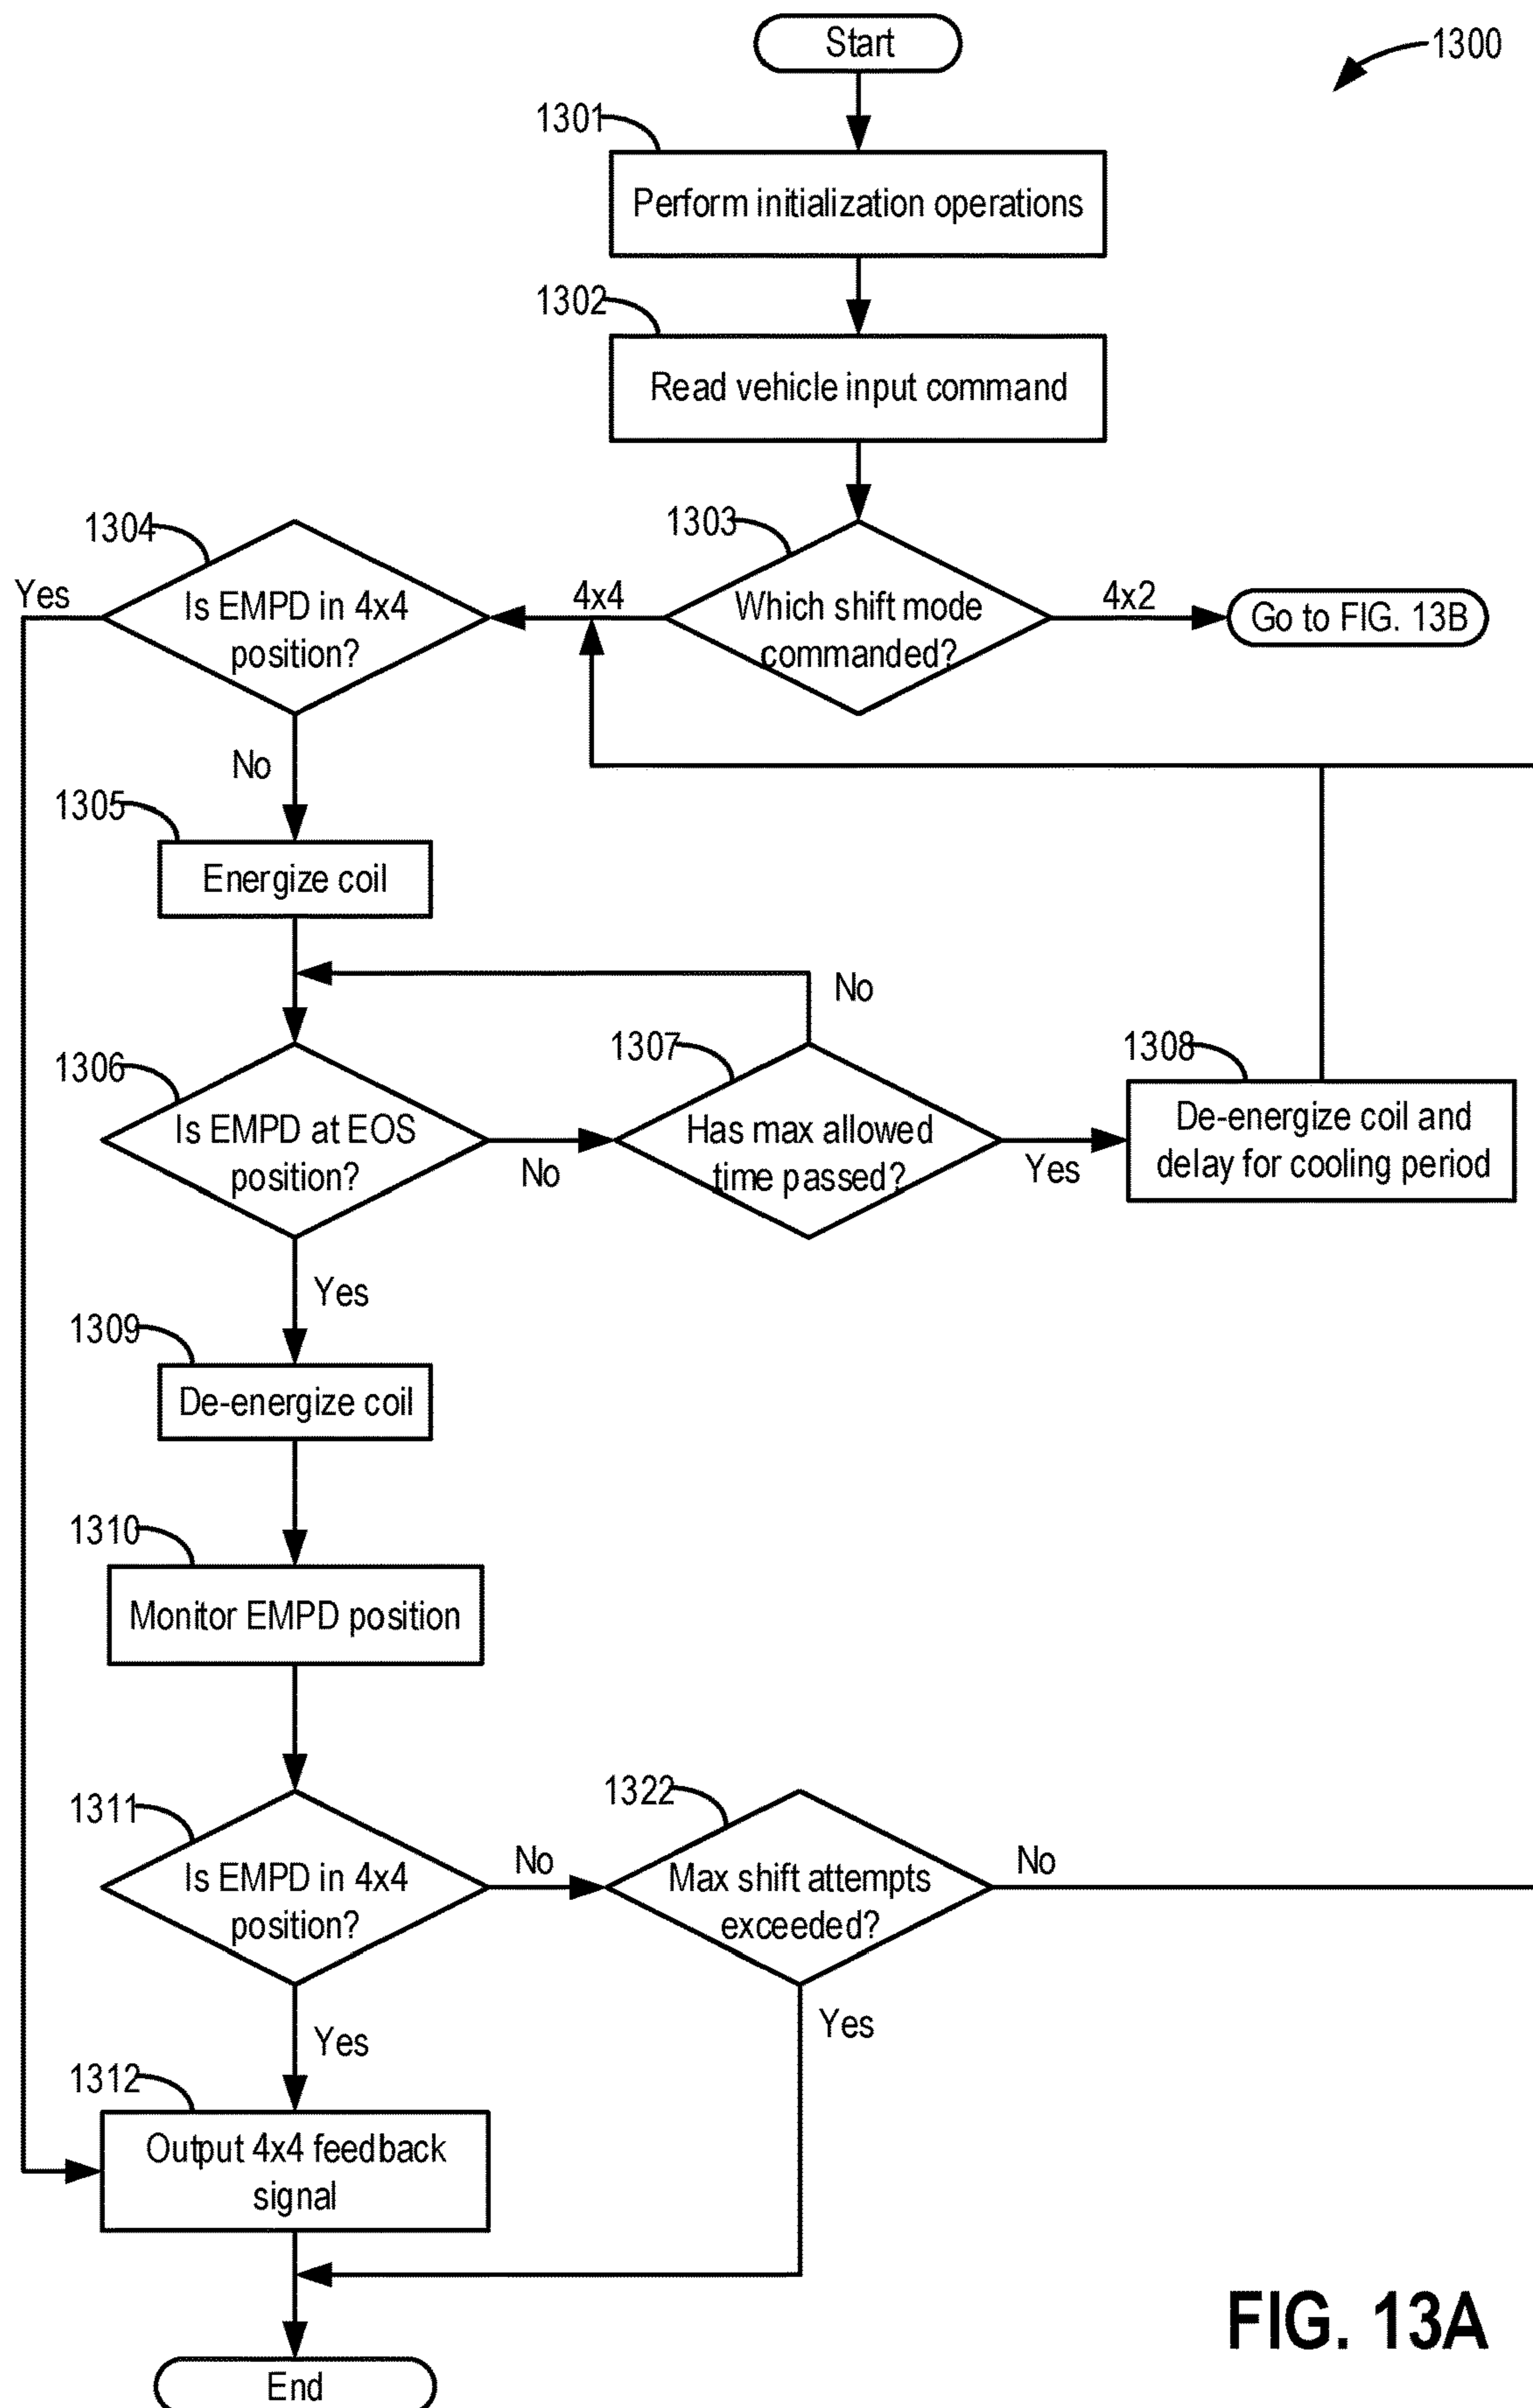 Start
1300
1301
Perform initialization operations
1302
Read vehicle input command
1304
1303
Yes
Is EMPD in 4x4
position?
4x4
Which shift mode
commanded?
4x2
Go to FIG. 13B
No
1305
Energize coil
No
1306
1307
1308
Is EMPD at EOS
position?
No
Has max allowed
time passed?
Yes
De-energize coil and
delay for cooling period
Yes
1309
De-energize coil
1310
Monitor EMPD position
1311
1322
Is EMPD in 4x4
position?
No
Max shift attempts
exceeded?
No
Yes
Yes
1312
Output 4x4 feedback
signal
FIG. 13A
End